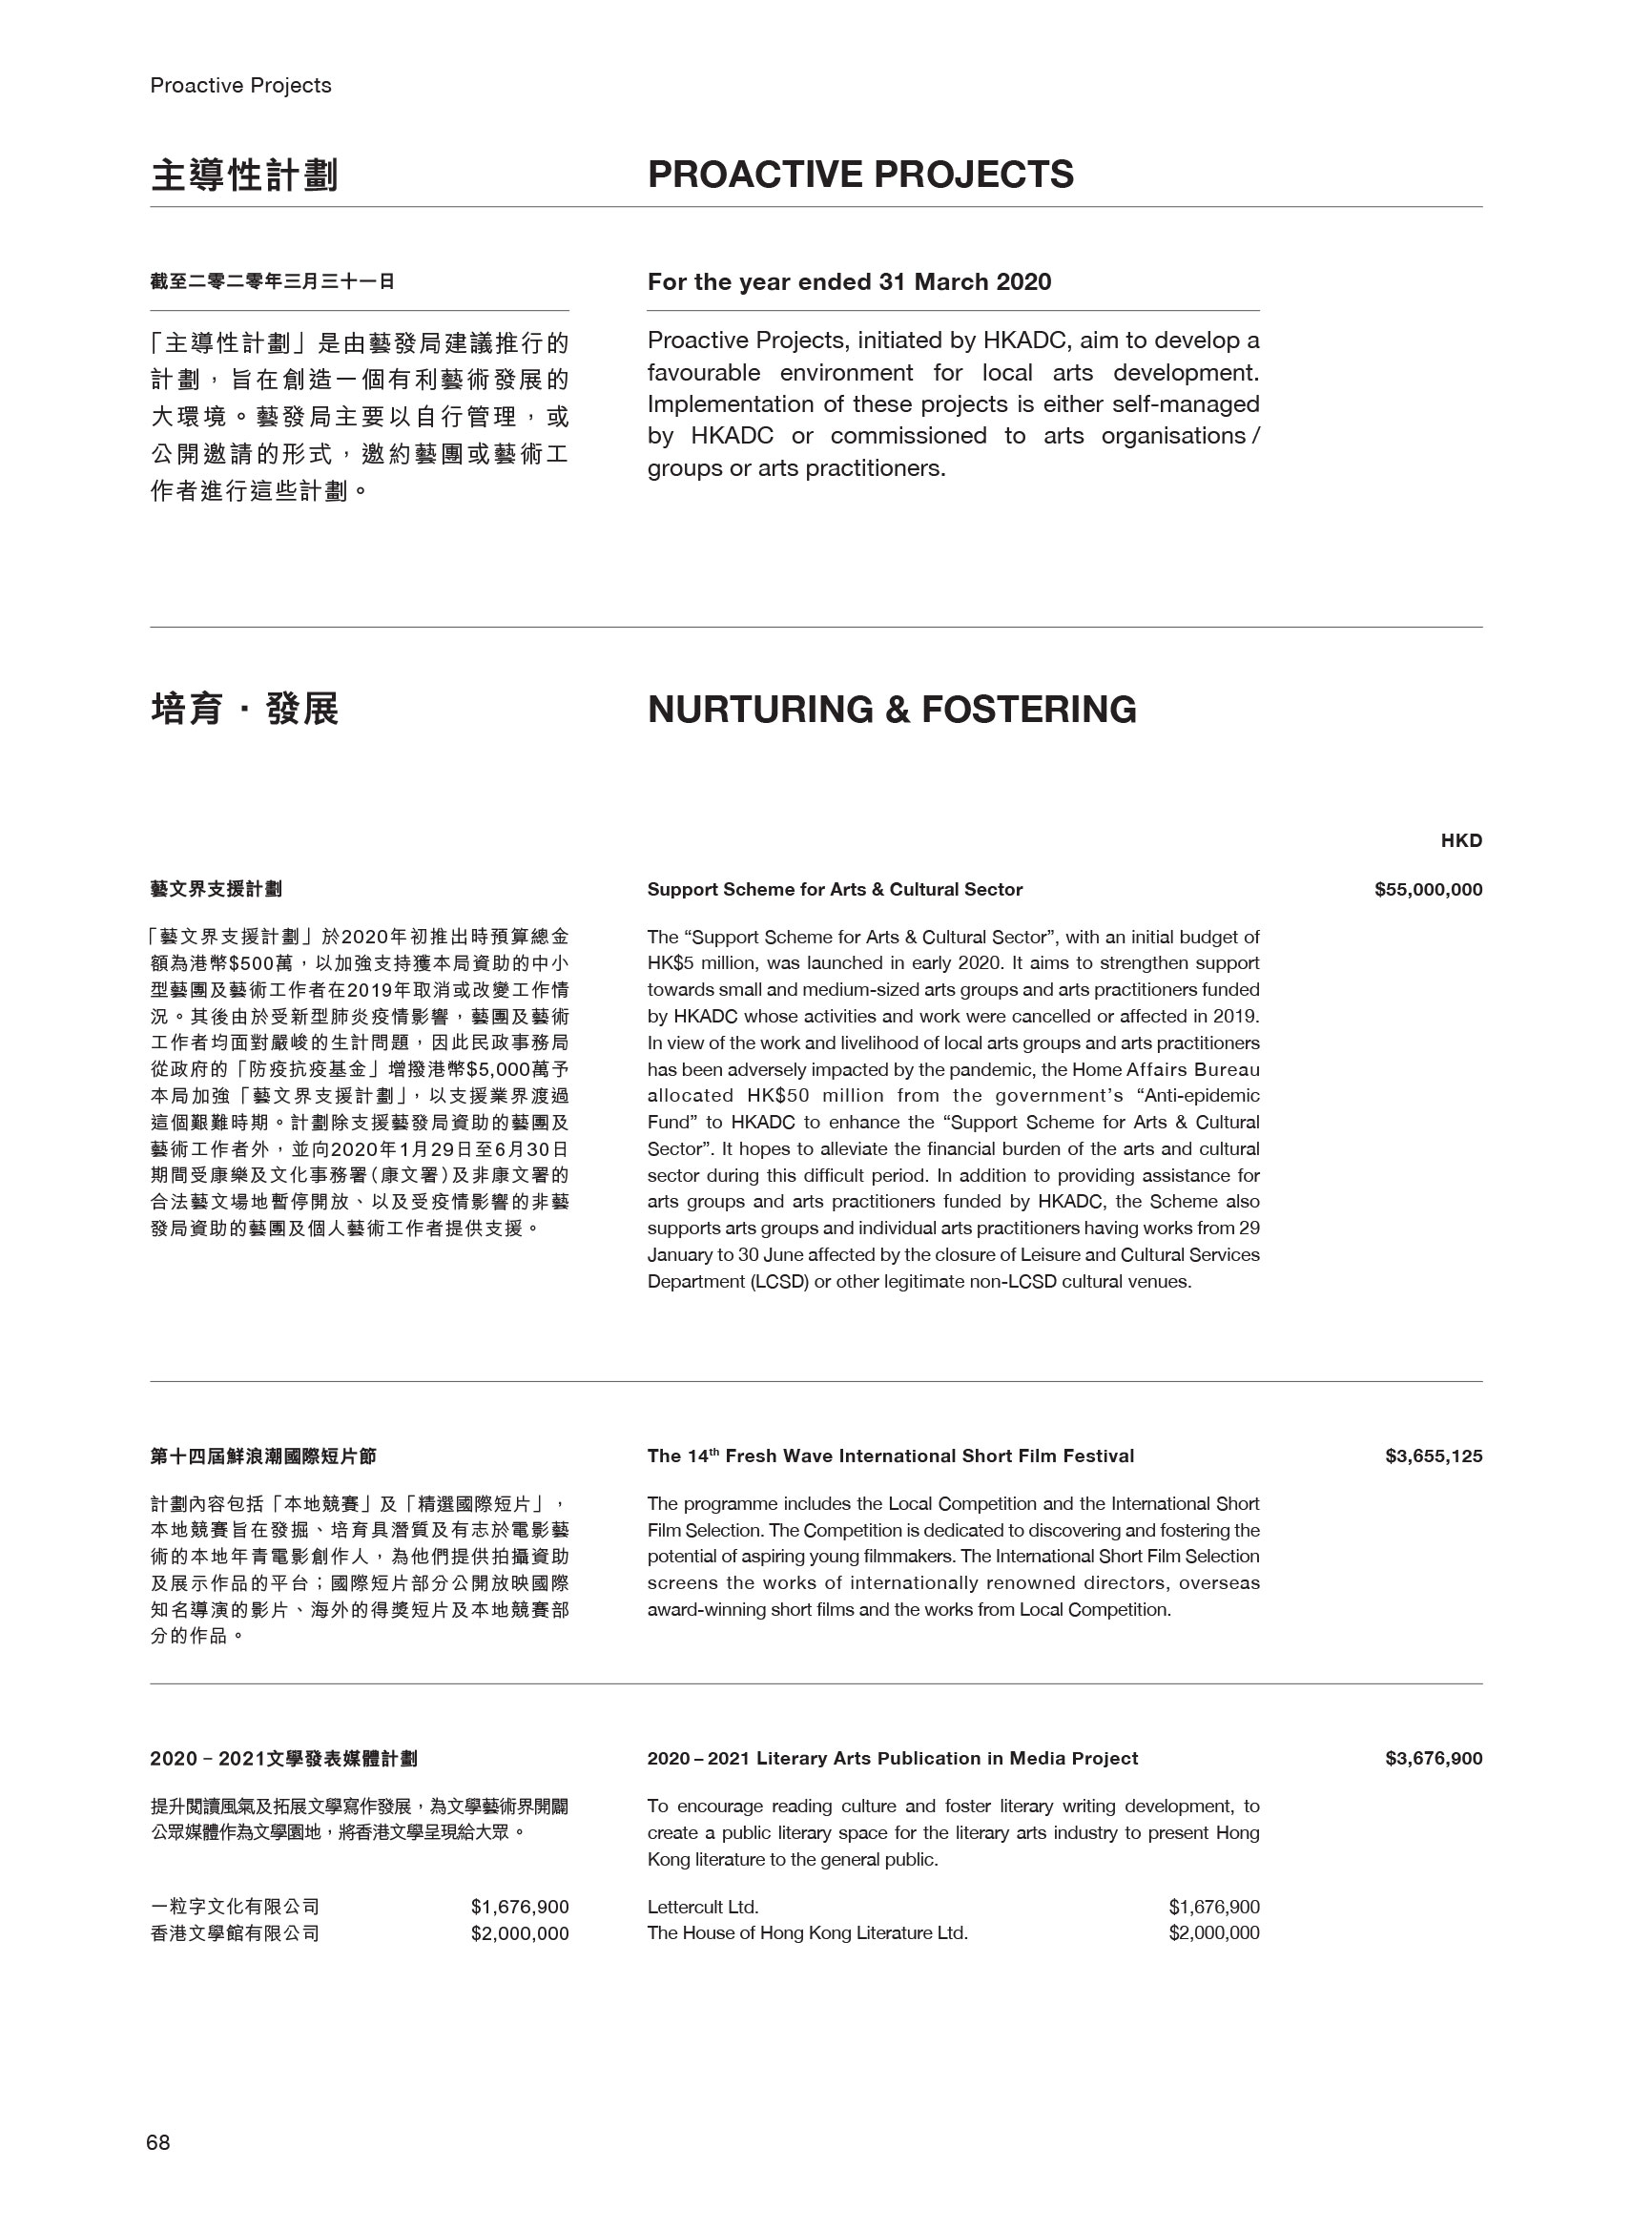 Proactive Projects
主導性計劃
PROACTIVE PROJECTS
截至二零二零年三月三十一日
「主導性計劃」是由藝發局建議推行的
計劃，旨在創造一個有利藝術發展的
大環境。藝發局主要以自行管理，或
公開邀請的形式，邀約藝團或藝術工
作者進行這些計劃。
For the year ended 31 March 2020
Proactive Projects, initiated by HKADC, aim to develop a
favourable environment for local arts development.
Implementation of these projects is either self-managed
by HKADC or commissioned to arts organisations /
groups or arts practitioners.
培育．發展
NURTURING & FOSTERING
HKD
藝文界支援計劃
「藝文界支援計劃」於2020年初推出時預算總金
額為港幣$500萬，以加強支持獲本局資助的中小
型藝團及藝術工作者在2019年取消或改變工作情
況。其後由於受新型肺炎疫情影響，藝團及藝術
工作者均面對嚴峻的生計問題，因此民政事務局
從政府的「防疫抗疫基金」增撥港幣$5,000萬予
本局加強「藝文界支援計劃」，以支援業界渡過
這個艱難時期。計劃除支援藝發局資助的藝團及
藝術工作者外，並向2020年1月29日至6月30日
期間受康樂及文化事務署（康文署）及非康文署的
合法藝文場地暫停開放、以及受疫情影響的非藝
發局資助的藝團及個人藝術工作者提供支援。
Support Scheme for Arts & Cultural Sector
$55,000,000
The “Support Scheme for Arts & Cultural Sector”, with an initial budget of
HK$5 million, was launched in early 2020. It aims to strengthen support
towards small and medium-sized arts groups and arts practitioners funded
by HKADC whose activities and work were cancelled or affected in 2019.
In view of the work and livelihood of local arts groups and arts practitioners
has been adversely impacted by the pandemic, the Home Affairs Bureau
allocated HK$50 million from the government’s “Anti-epidemic
Fund” to HKADC to enhance the “Support Scheme for Arts & Cultural
Sector”. It hopes to alleviate the financial burden of the arts and cultural
sector during this difficult period. In addition to providing assistance for
arts groups and arts practitioners funded by HKADC, the Scheme also
supports arts groups and individual arts practitioners having works from 29
January to 30 June affected by the closure of Leisure and Cultural Services
Department (LCSD) or other legitimate non-LCSD cultural venues.
第十四屆鮮浪潮國際短片節
計劃內容包括「本地競賽」及「精選國際短片」，
本地競賽旨在發掘、培育具潛質及有志於電影藝
術的本地年青電影創作人，為他們提供拍攝資助
及展示作品的平台；國際短片部分公開放映國際
知名導演的影片、海外的得獎短片及本地競賽部
分的作品。
The 14th Fresh Wave International Short Film Festival
$3,655,125
The programme includes the Local Competition and the International Short
Film Selection. The Competition is dedicated to discovering and fostering the
potential of aspiring young filmmakers. The International Short Film Selection
screens the works of internationally renowned directors, overseas
award-winning short films and the works from Local Competition.
2020 – 2021文學發表媒體計劃
提升閱讀風氣及拓展文學寫作發展，為文學藝術界開闢
公眾媒體作為文學園地，將香港文學呈現給大眾。
一粒字文化有限公司 $1,676,900
香港文學館有限公司 $2,000,000
2020 – 2021 Literary Arts Publication in Media Project
$3,676,900
To encourage reading culture and foster literary writing development, to
create a public literary space for the literary arts industry to present Hong
Kong literature to the general public.
Lettercult Ltd. $1,676,900
The House of Hong Kong Literature Ltd. $2,000,000
68